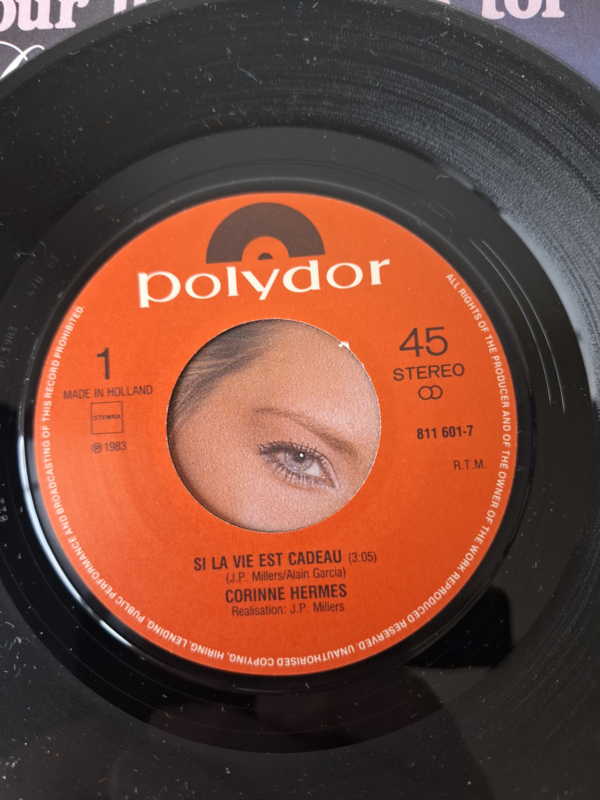 our
for
polydor
1
MADE IN HOLLAND
STEMRA
℗ 1983
45
STEREO
811 601-7
R.T.M.
SI LA VIE EST CADEAU (3:05)
(J.P. Millers/Alain Garcia)
CORINNE HERMES
Realisation: J.P. Millers
ALL RIGHTS OF THE PRODUCER AND OF THE OWNER OF THE WORK REPRODUCED RESERVED. UNAUTHORISED COPYING, HIRING, LENDING, PUBLIC PERFORMANCE AND BROADCASTING OF THIS RECORD PROHIBITED.